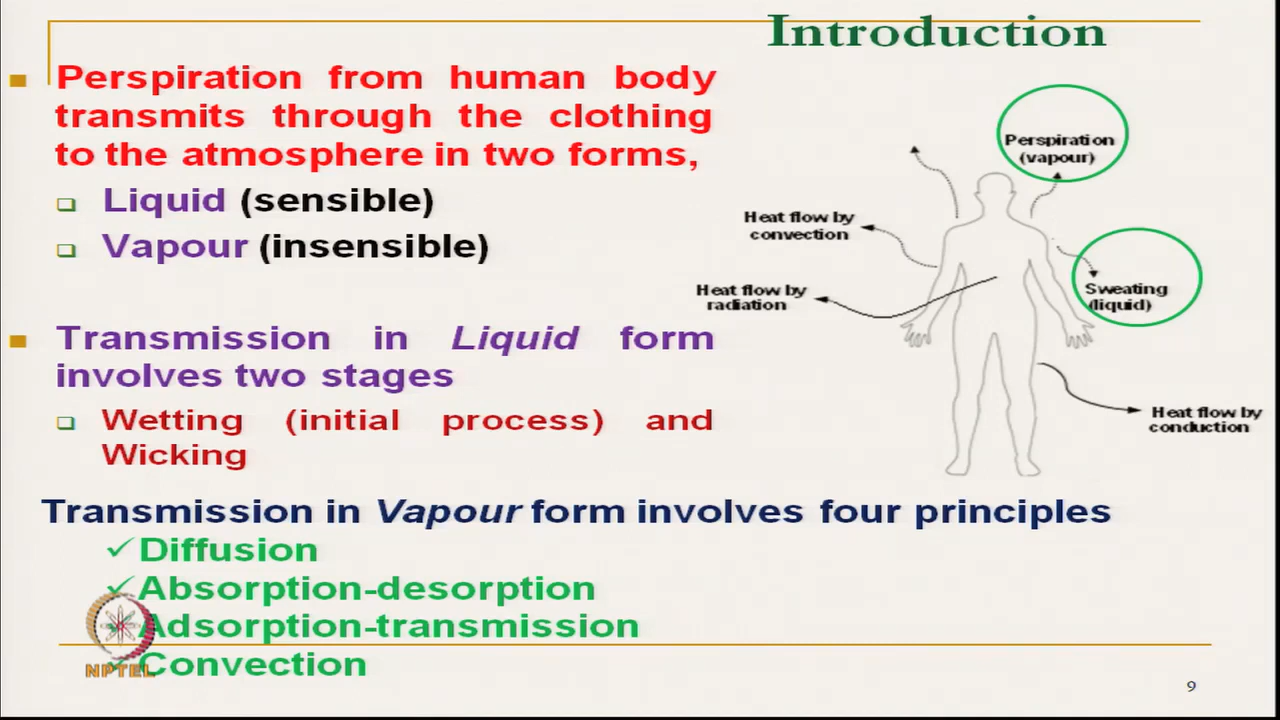 Introduction
Perspiration from human body
transmits through the clothing
to the atmosphere in two forms,
Liquid (sensible)
Vapour (insensible)
Transmission in Liquid form
involves two stages
Wetting (initial process) and
Wicking
Transmission in Vapour form involves four principles
Diffusion
Absorption-desorption
Adsorption-transmission
Convection
Perspiration
(vapour)
Heat flow by
convection
Heat flow by
radiation
Sweating
(liquid)
Heat flow by
conduction
NPTEL
9